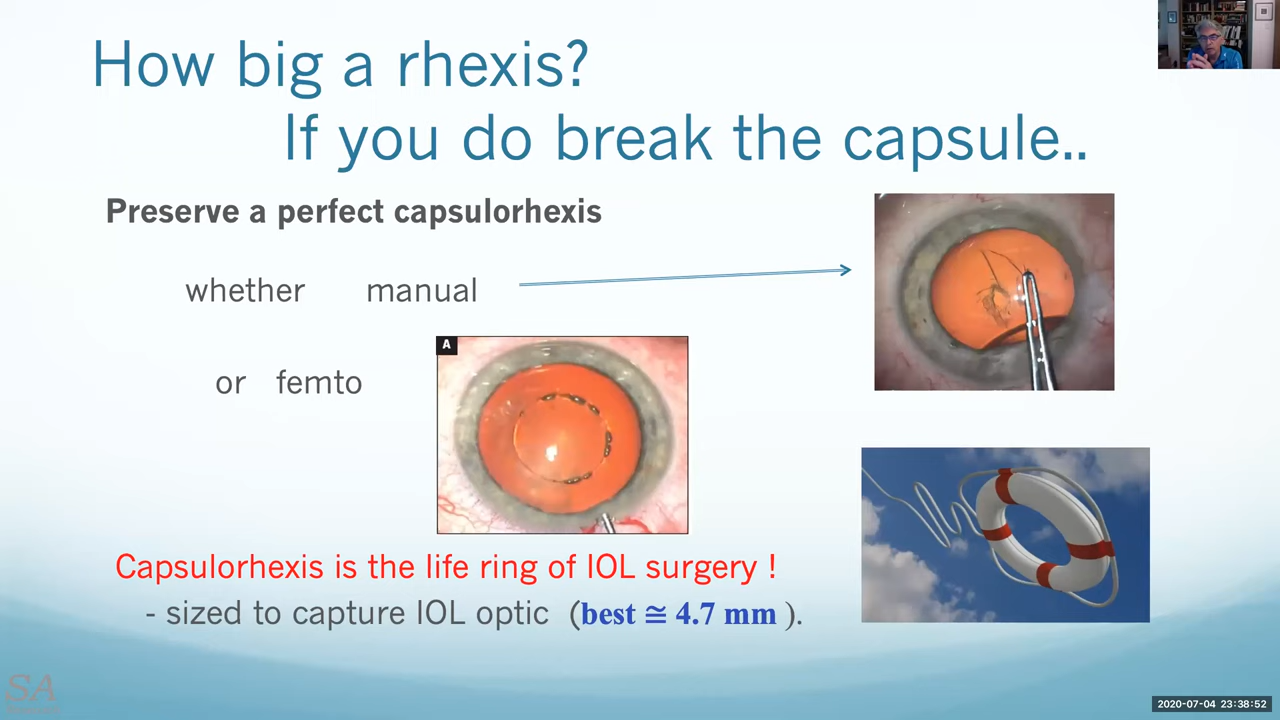 How big a rhexis?
If you do break the capsule..
Preserve a perfect capsulorhexis
whether manual
A
or femto
Capsulorhexis is the life ring of IOL surgery !
- sized to capture IOL optic (best ≅ 4.7 mm ).
SA
2020-07-04 23:38:52